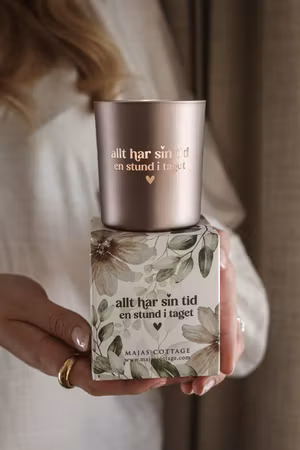 allt har sin tid
en stund i taget
allt har sin tid
en stund i taget
MAJAS COTTAGE
www.majascottage.com